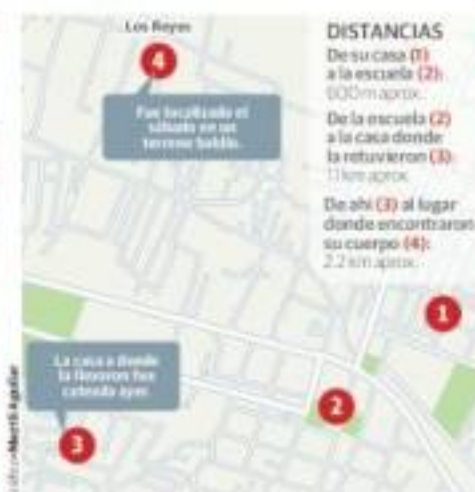 Los Reyes
4
Fue localizado el
sábado en un
terreno baldío.
DISTANCIAS
De su casa (1)
a la escuela (2):
600 m aprox.
De la escuela (2)
a la casa donde
la retuvieron (3):
1.1 km aprox.
De ahí (3) al lugar
donde encontraron
su cuerpo (4):
2.2 km aprox.
1
La casa a donde
la llevaron fue
cateada ayer
2
3